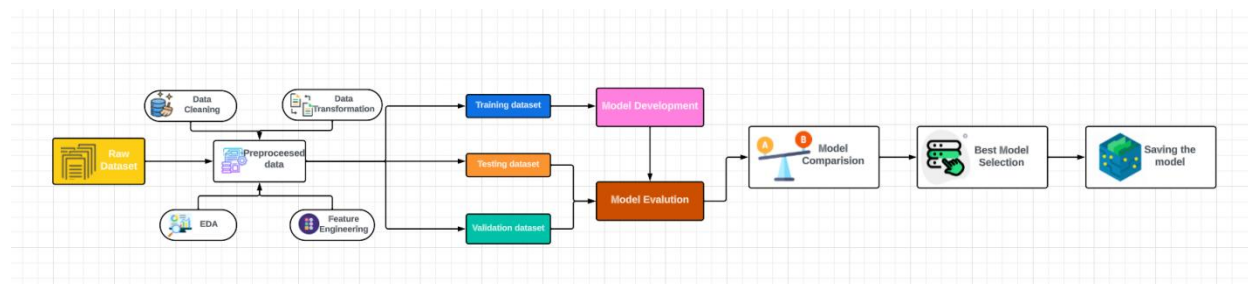 Raw
Dataset
Data
Cleaning
Data
Transformation
Preproceesed
data
EDA
Feature
Engineering
Training dataset
Testing dataset
Validation dataset
Model Development
Model Evalution
A
B
Model
Comparision
Best Model
Selection
Saving the
model